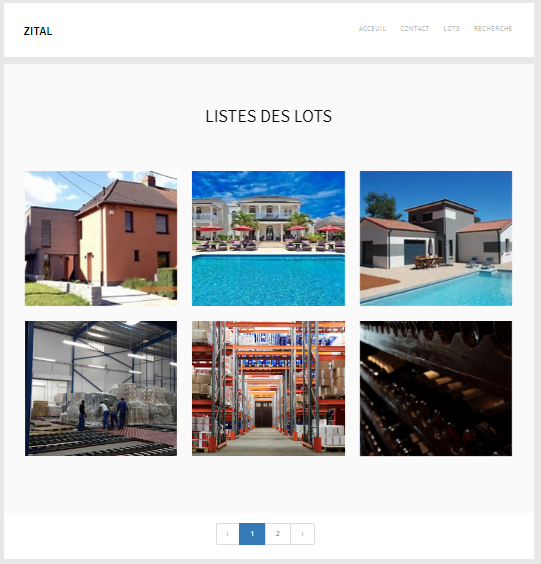 ZITAL
ACCEUIL CONTACT LOTS RECHERCHE
LISTES DES LOTS
‹ 1 2 ›